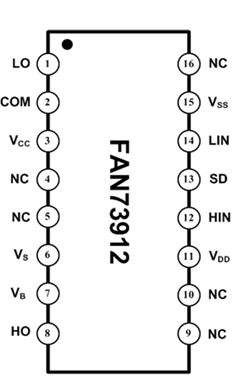 LO 1 16 NC
COM 2 15 VSS
VCC 3 14 LIN
NC 4 13 SD
NC 5 12 HIN
VS 6 11 VDD
VB 7 10 NC
HO 8 9 NC
FAN73912